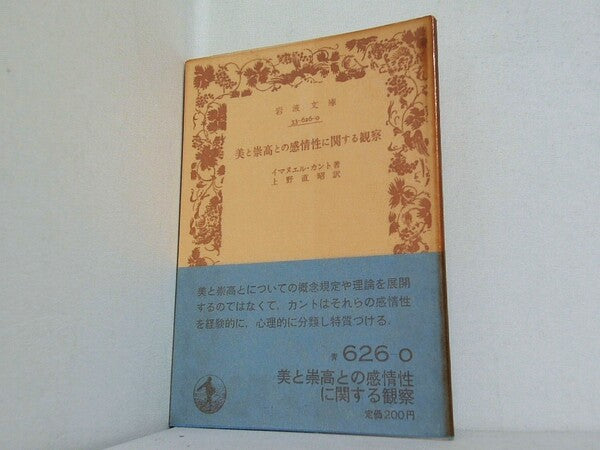 岩波文庫
33-626-0
美と崇高との感情性に関する観察
イマヌエル・カント著
上野直昭訳
美と崇高とについての概念規定や理論を展開
するのではなくて、カントはそれらの感情性
を経験的に、心理的に分類し特質づける.
青 626 0
美と崇高との感情性
に関する観察
定価200円